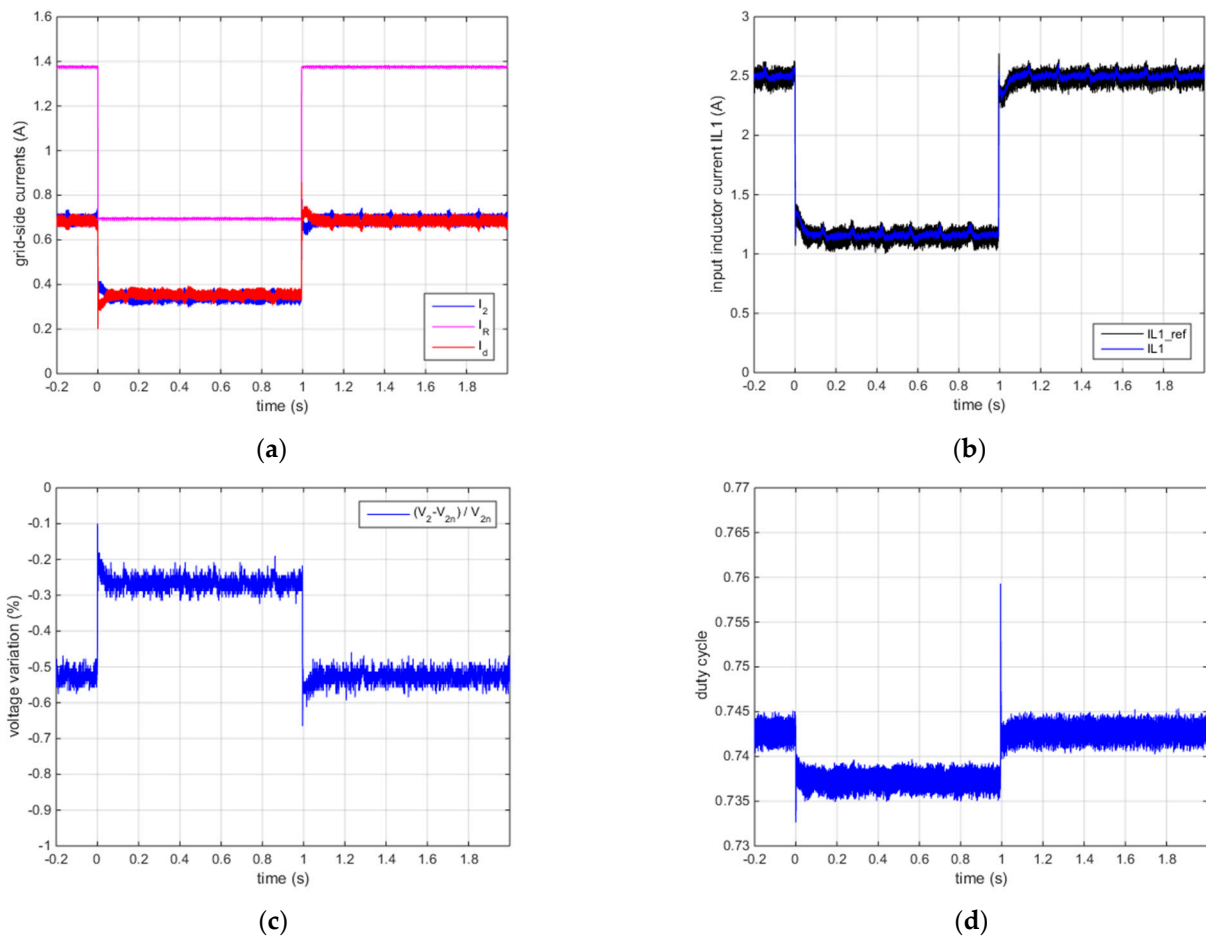 1.6
1.4
1.2
1
0.8
0.6
0.4
0.2
0
grid-side currents (A)
I_2
I_R
I_d
-0.2 0 0.2 0.4 0.6 0.8 1 1.2 1.4 1.6 1.8
time (s)
(a)
3
2.5
2
1.5
1
0.5
0
input inductor current IL1 (A)
IL1_ref
IL1
-0.2 0 0.2 0.4 0.6 0.8 1 1.2 1.4 1.6 1.8
time (s)
(b)
0
-0.1
-0.2
-0.3
-0.4
-0.5
-0.6
-0.7
-0.8
-0.9
-1
voltage variation (%)
(V_2-V_2n) / V_2n
-0.2 0 0.2 0.4 0.6 0.8 1 1.2 1.4 1.6 1.8
time (s)
(c)
0.77
0.765
0.76
0.755
0.75
0.745
0.74
0.735
0.73
duty cycle
-0.2 0 0.2 0.4 0.6 0.8 1 1.2 1.4 1.6 1.8
time (s)
(d)